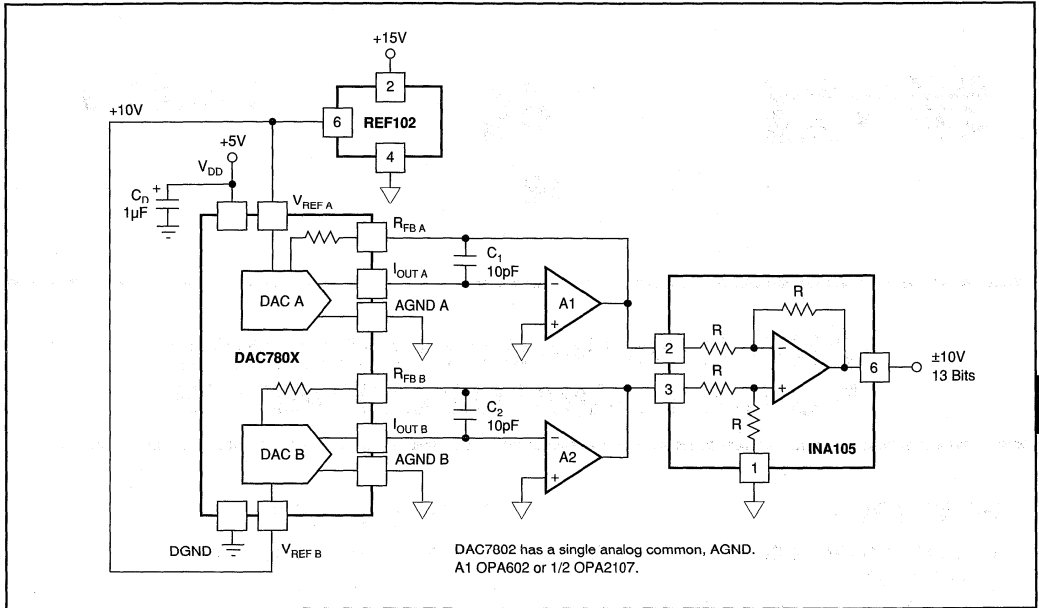 +15V
2
+10V
6
REF102
+5V
4
V_DD
C_D
+
1µF
V_REF A
R_FB A
C₁
10pF
I_OUT A
DAC A
AGND A
−
A1
+
DAC780X
R
2
R
−
6
±10V
13 Bits
R_FB B
3
R
+
C₂
10pF
I_OUT B
R
DAC B
AGND B
−
A2
+
INA105
1
DGND
V_REF B
DAC7802 has a single analog common, AGND.
A1 OPA602 or 1/2 OPA2107.